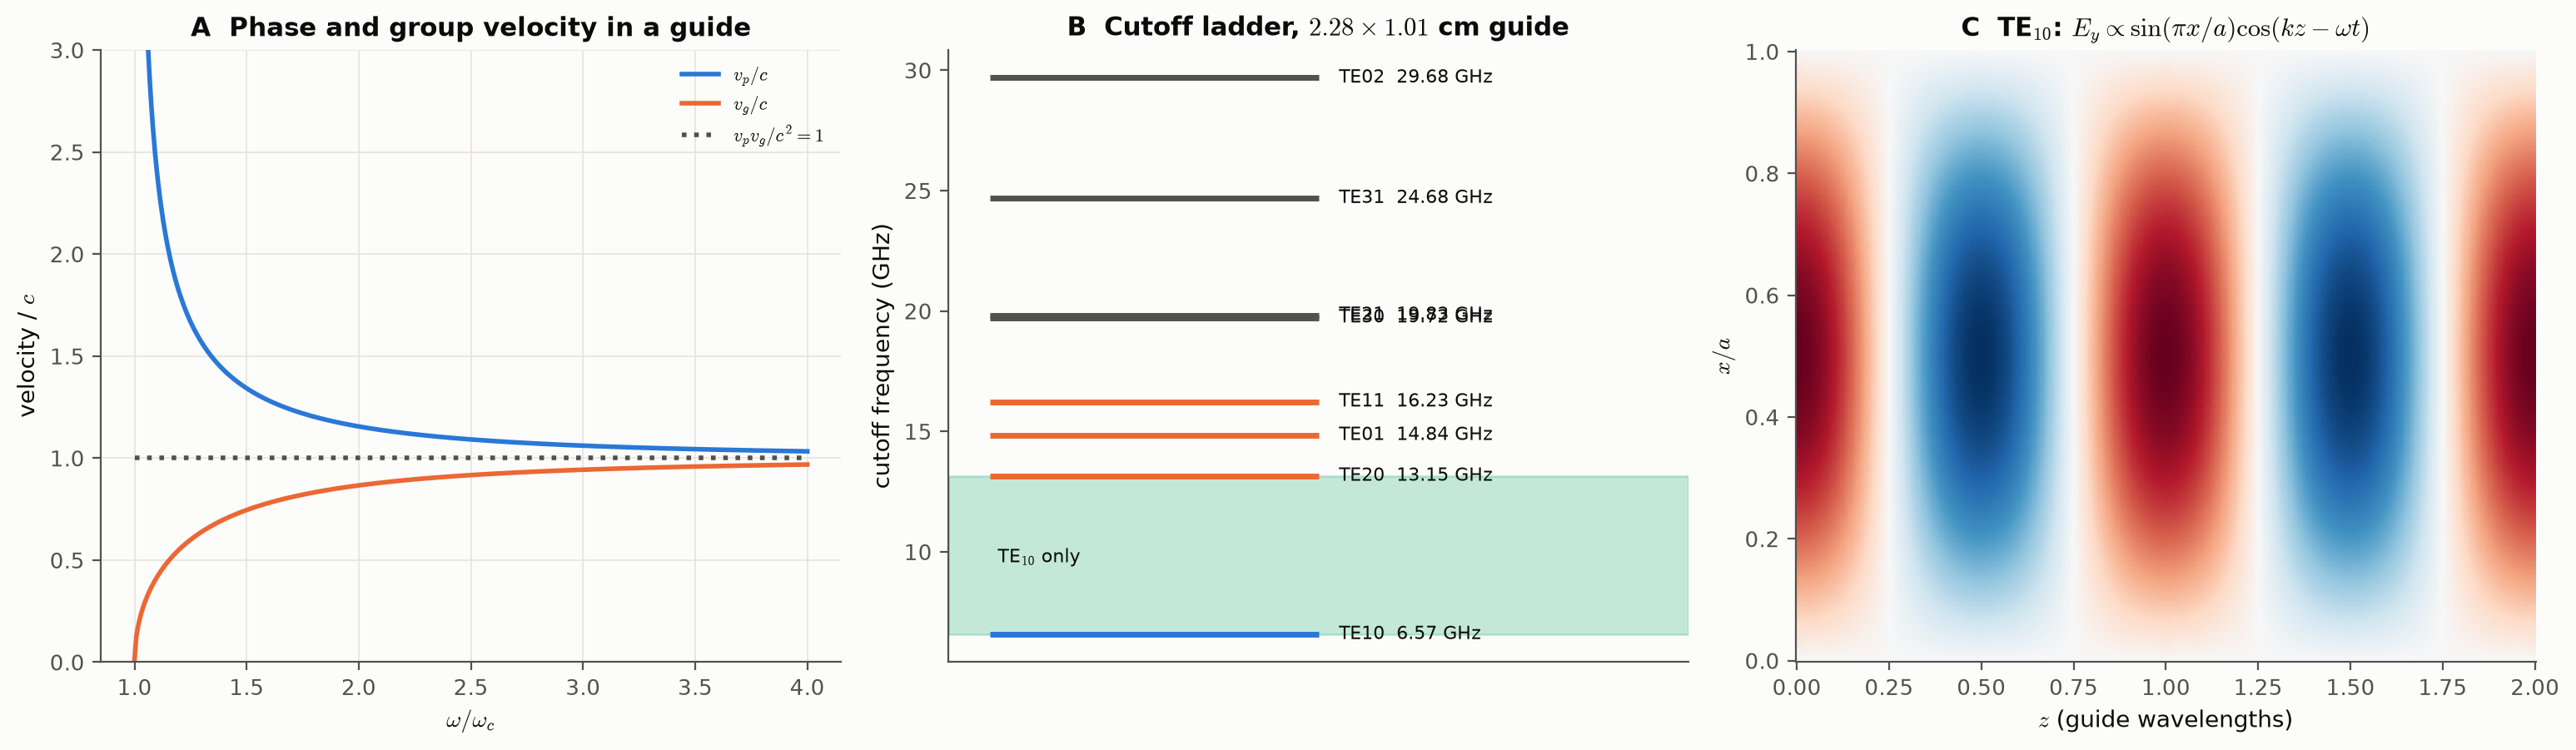 A Phase and group velocity in a guide
3.0
2.5
2.0
1.5
1.0
0.5
0.0
velocity / c
1.0 1.5 2.0 2.5 3.0 3.5 4.0
ω/ω_c
v_p/c
v_g/c
v_p v_g/c² = 1
B Cutoff ladder, 2.28 × 1.01 cm guide
30
25
20
15
10
cutoff frequency (GHz)
TE02 29.68 GHz
TE31 24.68 GHz
TE11 16.23 GHz
TE01 14.84 GHz
TE20 13.15 GHz
TE₁₀ only
TE10 6.57 GHz
C TE₁₀: E_y ∝ sin(πx/a)cos(kz − ωt)
1.0
0.8
0.6
0.4
0.2
0.0
x/a
0.00 0.25 0.50 0.75 1.00 1.25 1.50 1.75 2.00
z (guide wavelengths)